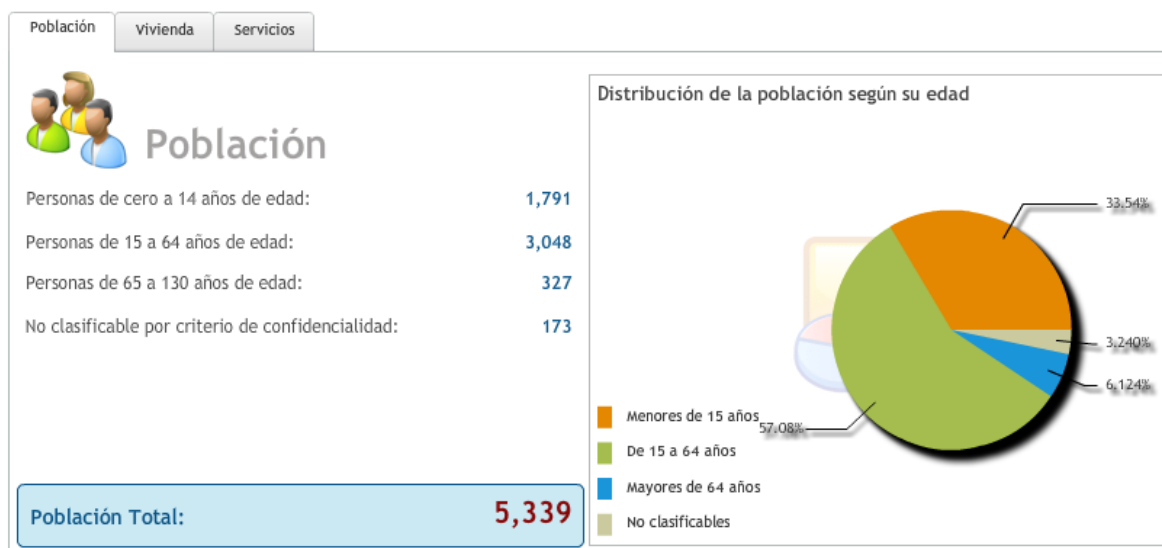 Población
Vivienda
Servicios
Población
Personas de cero a 14 años de edad: 1,791
Personas de 15 a 64 años de edad: 3,048
Personas de 65 a 130 años de edad: 327
No clasificable por criterio de confidencialidad: 173
Población Total: 5,339
Distribución de la población según su edad
33.54%
3.240%
6.124%
57.08%
Menores de 15 años
De 15 a 64 años
Mayores de 64 años
No clasificables